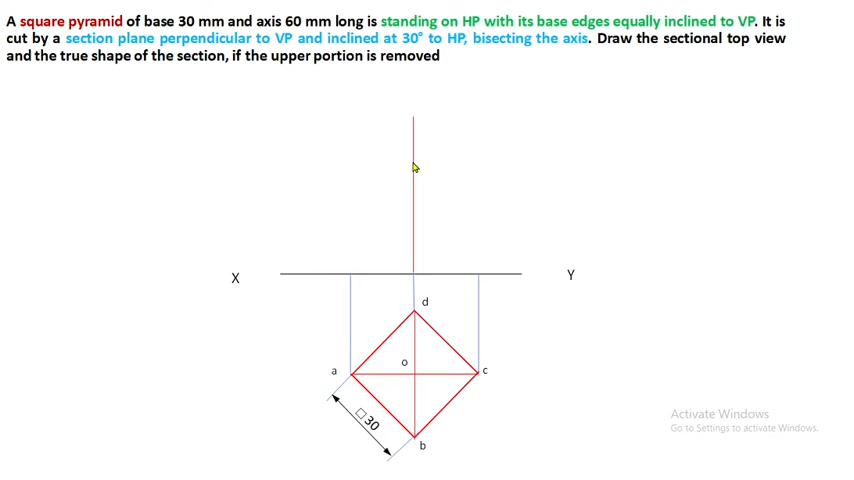 A square pyramid of base 30 mm and axis 60 mm long is standing on HP with its base edges equally inclined to VP. It is
cut by a section plane perpendicular to VP and inclined at 30° to HP, bisecting the axis. Draw the sectional top view
and the true shape of the section, if the upper portion is removed
X
Y
d
o
a
c
□ 30
b
Activate Windows
Go to Settings to activate Windows.